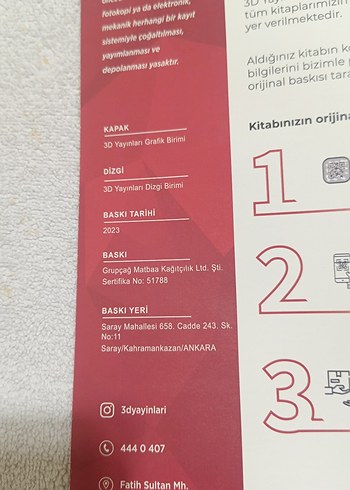 fotokopi ya da elektronik,
mekanik herhangi bir kayıt
sistemiyle çoğaltılması,
yayımlanması ve
depolanması yasaktır.
KAPAK
3D Yayınları Grafik Birimi
DİZGİ
3D Yayınları Dizgi Birimi
BASKI TARİHİ
2023
BASKI
Grupçağ Matbaa Kağıtçılık Ltd. Şti.
Sertifika No: 51788
BASKI YERİ
Saray Mahallesi 658. Cadde 243. Sk.
No:11
Saray/Kahramankazan/ANKARA
3dyayinlari
444 0 407
Fatih Sultan Mh.
tüm kitaplarımızın
yer verilmektedir.
Aldığınız kitabın
bilgilerini bizimle
orijinal baskısı
Kitabınızın
1
2
3